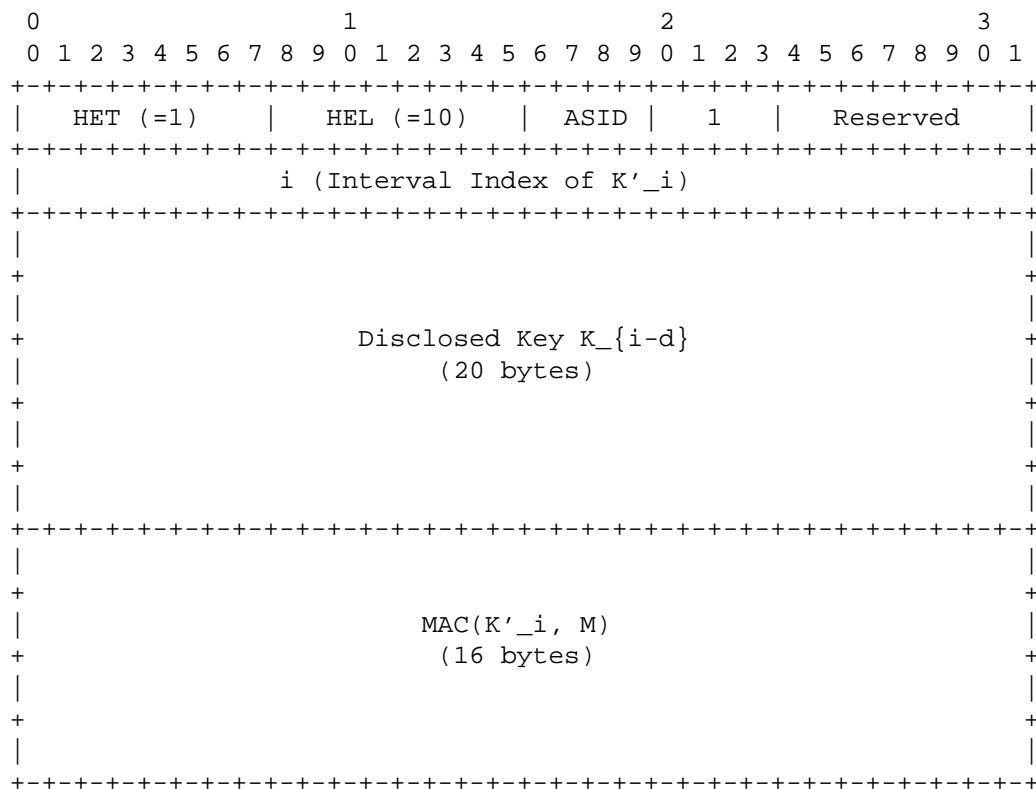 0                   1                   2                   3
 0 1 2 3 4 5 6 7 8 9 0 1 2 3 4 5 6 7 8 9 0 1 2 3 4 5 6 7 8 9 0 1
+-+-+-+-+-+-+-+-+-+-+-+-+-+-+-+-+-+-+-+-+-+-+-+-+-+-+-+-+-+-+-+-+
|   HET (=1)    |   HEL (=10)   |  ASID |   1   |   Reserved    |
+-+-+-+-+-+-+-+-+-+-+-+-+-+-+-+-+-+-+-+-+-+-+-+-+-+-+-+-+-+-+-+-+
|                i (Interval Index of K'_i)                     |
+-+-+-+-+-+-+-+-+-+-+-+-+-+-+-+-+-+-+-+-+-+-+-+-+-+-+-+-+-+-+-+-+
|                                                               |
+                                                               +
|                                                               |
+                     Disclosed Key K_{i-d}                     +
|                          (20 bytes)                           |
+                                                               +
|                                                               |
+                                                               +
|                                                               |
+-+-+-+-+-+-+-+-+-+-+-+-+-+-+-+-+-+-+-+-+-+-+-+-+-+-+-+-+-+-+-+-+
|                                                               |
+                                                               +
|                         MAC(K'_i, M)                          |
+                          (16 bytes)                           +
|                                                               |
+                                                               +
|                                                               |
+-+-+-+-+-+-+-+-+-+-+-+-+-+-+-+-+-+-+-+-+-+-+-+-+-+-+-+-+-+-+-+-+